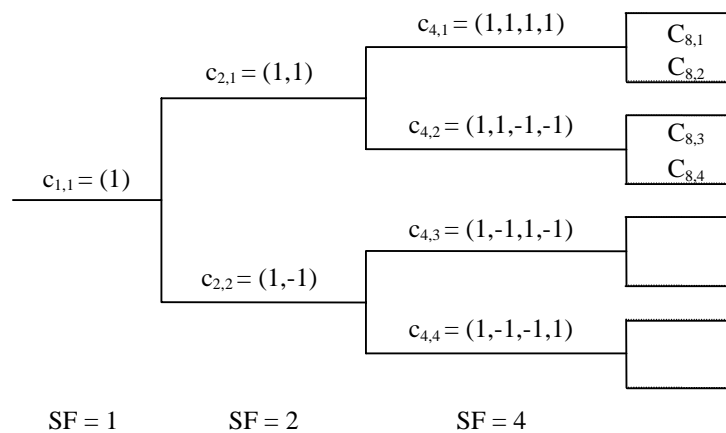 c4,1 = (1,1,1,1)
C8,1
C8,2
c2,1 = (1,1)
c4,2 = (1,1,-1,-1)
C8,3
C8,4
c1,1 = (1)
c4,3 = (1,-1,1,-1)
c2,2 = (1,-1)
c4,4 = (1,-1,-1,1)
SF = 1
SF = 2
SF = 4